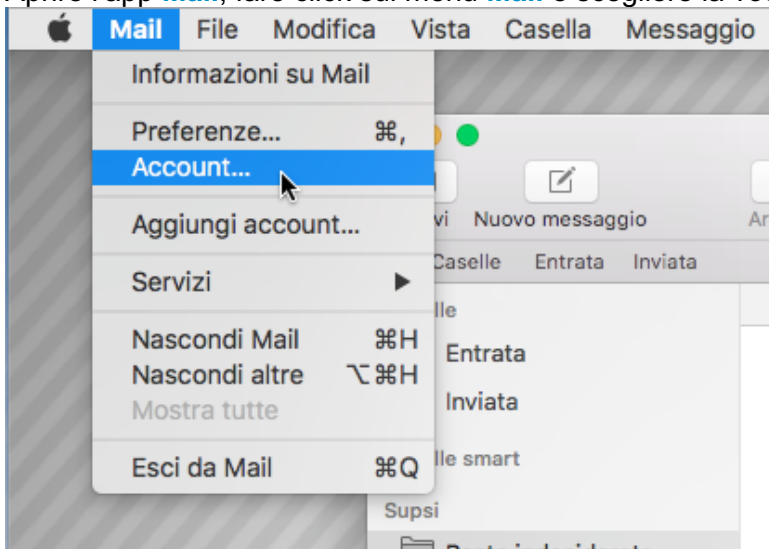 Mail File Modifica Vista Casella Messaggio
Informazioni su Mail
Preferenze... ⌘,
Account...
Aggiungi account...
Servizi ▶
Nascondi Mail ⌘H
Nascondi altre ⌥⌘H
Mostra tutte
Esci da Mail ⌘Q
Nuovo messaggio
Caselle Entrata Inviata
Entrata
Inviata
smart
Supsi